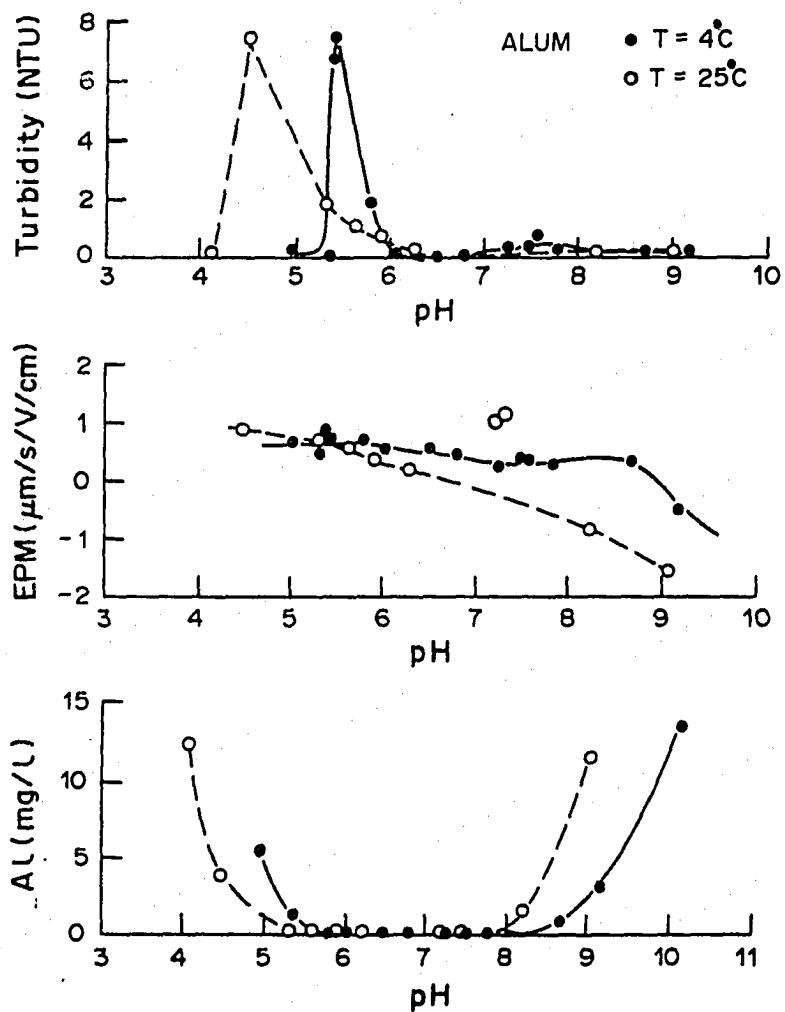 ALUM
● T = 4°C
○ T = 25°C
Turbidity (NTU)
8
6
4
2
0
3 4 5 6 7 8 9 10
pH
EPM (μm/s/V/cm)
2
1
0
-1
-2
3 4 5 6 7 8 9 10
pH
Al (mg/L)
15
10
5
0
3 4 5 6 7 8 9 10 11
pH